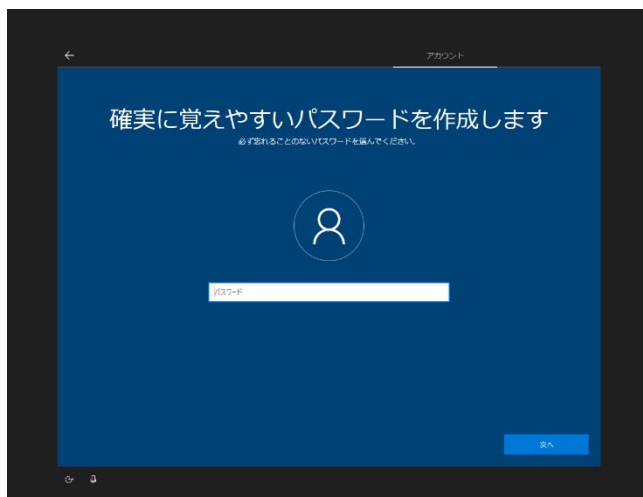 アカウント
確実に覚えやすいパスワードを作成します
必ず忘れることのないパスワードを選んでください。
パスワード
次へ